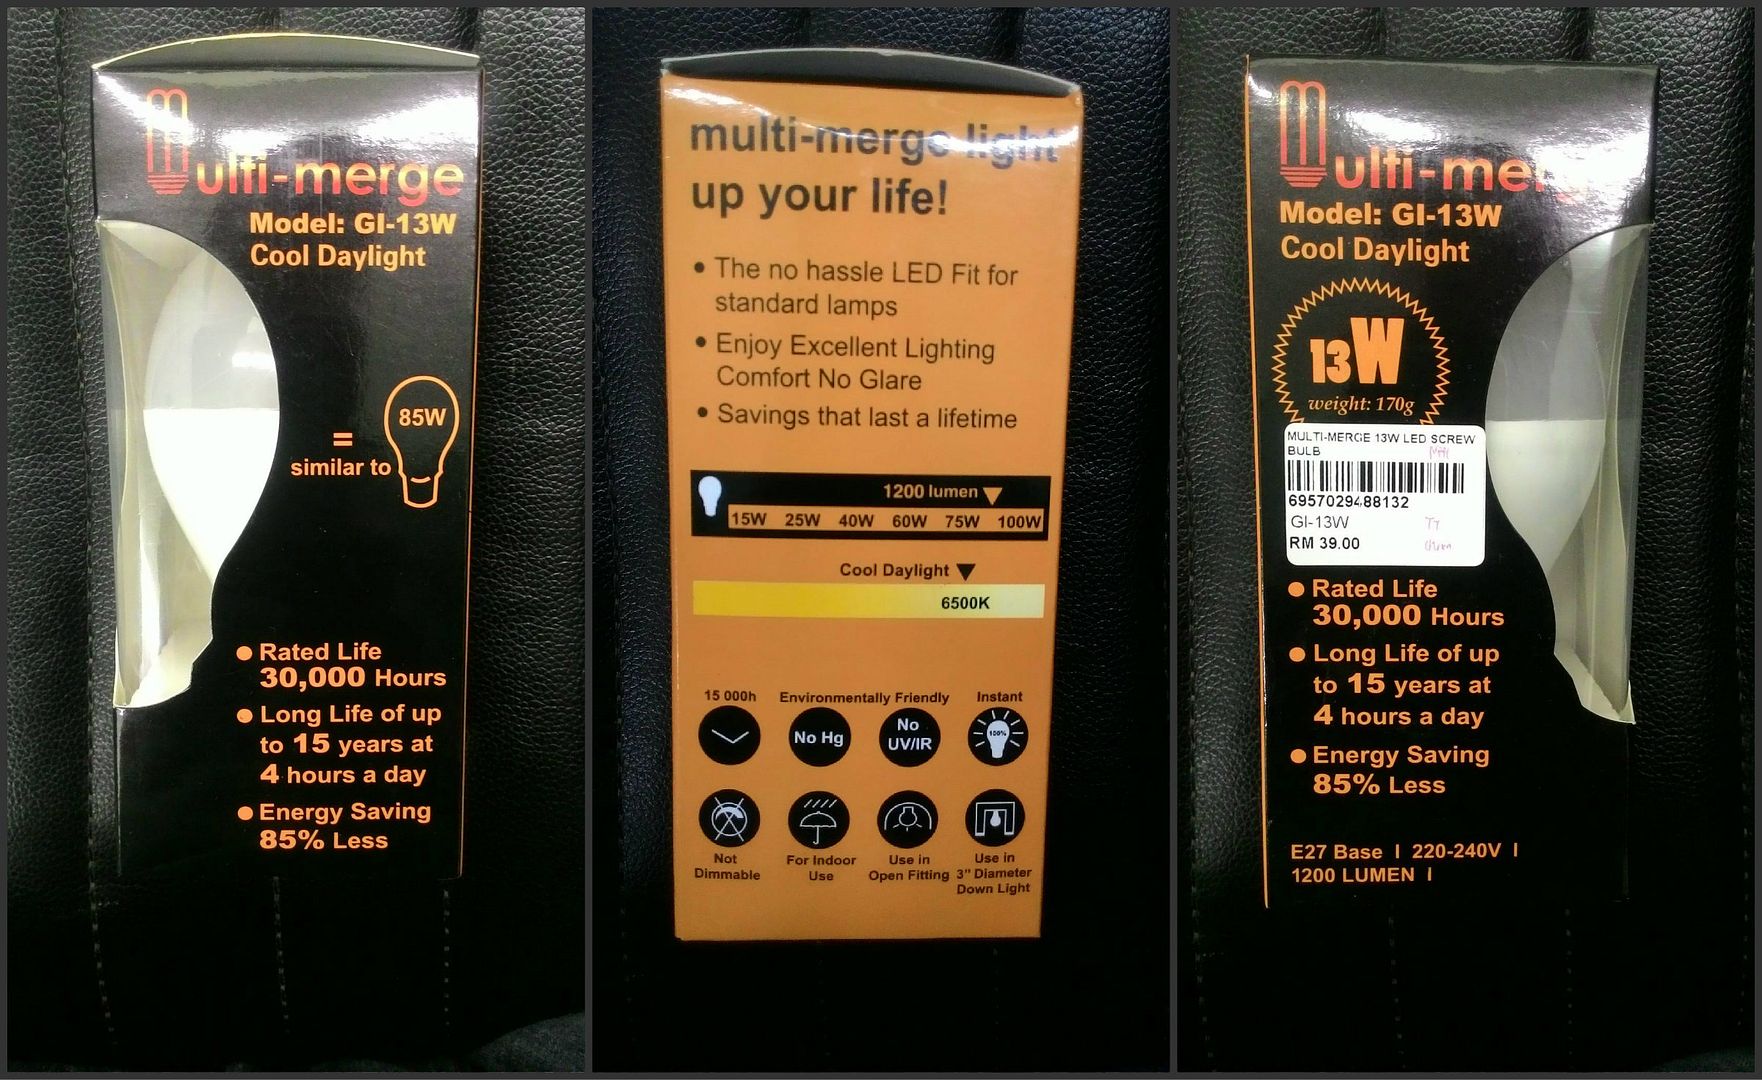 Multi-merge
Model: GI-13W
Cool Daylight
85W
=
similar to
● Rated Life
30,000 Hours
● Long Life of up
to 15 years at
4 hours a day
● Energy Saving
85% Less
multi-merge light
up your life!
• The no hassle LED Fit for
standard lamps
• Enjoy Excellent Lighting
Comfort No Glare
• Savings that last a lifetime
1200 lumen
15W 25W 40W 60W 75W 100W
Cool Daylight
6500K
15 000h Environmentally Friendly Instant
No Hg
No
UV/IR
100%
Not
Dimmable
For Indoor
Use
Use in
Open Fitting
Use in
3" Diameter
Down Light
Multi-merge
Model: GI-13W
Cool Daylight
13W
weight: 170g
MULTI-MERGE 13W LED SCREW
BULB
6957029488132
GI-13W
RM 39.00
● Rated Life
30,000 Hours
● Long Life of up
to 15 years at
4 hours a day
● Energy Saving
85% Less
E27 Base I 220-240V I
1200 LUMEN I